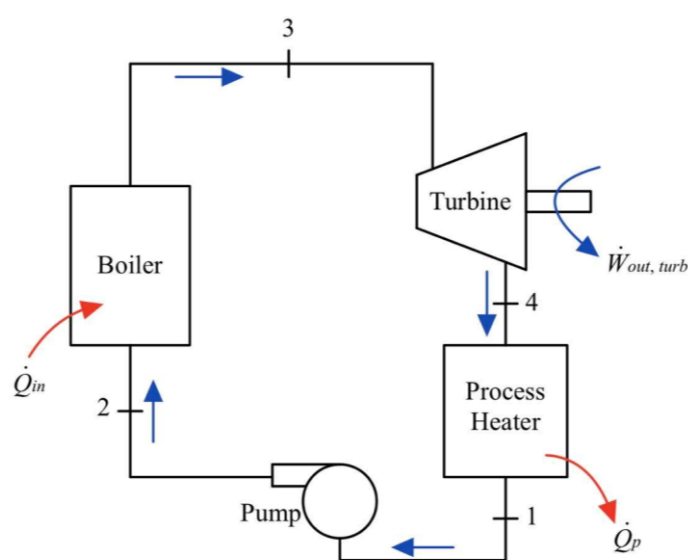 3
Turbine
Ẇout, turb
Boiler
4
Q̇in
Process
Heater
2
Pump
1
Q̇p